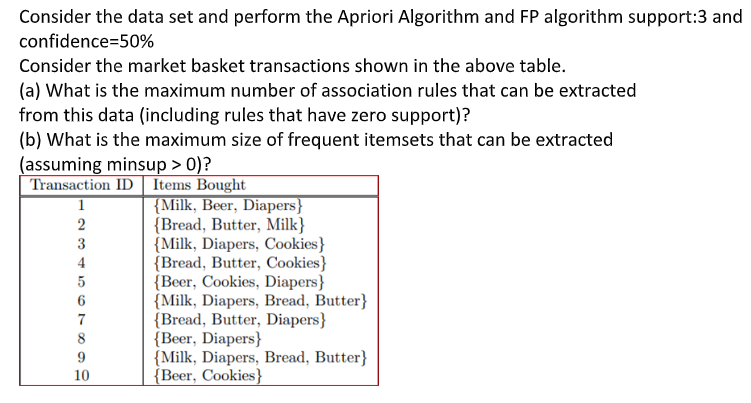 Consider the data set and perform the Apriori Algorithm and FP algorithm support:3 and
confidence=50%
Consider the market basket transactions shown in the above table.
(a) What is the maximum number of association rules that can be extracted
from this data (including rules that have zero support)?
(b) What is the maximum size of frequent itemsets that can be extracted
(assuming minsup > 0)?
Transaction ID Items Bought
1 {Milk, Beer, Diapers}
2 {Bread, Butter, Milk}
3 {Milk, Diapers, Cookies}
4 {Bread, Butter, Cookies}
5 {Beer, Cookies, Diapers}
6 {Milk, Diapers, Bread, Butter}
7 {Bread, Butter, Diapers}
8 {Beer, Diapers}
9 {Milk, Diapers, Bread, Butter}
10 {Beer, Cookies}